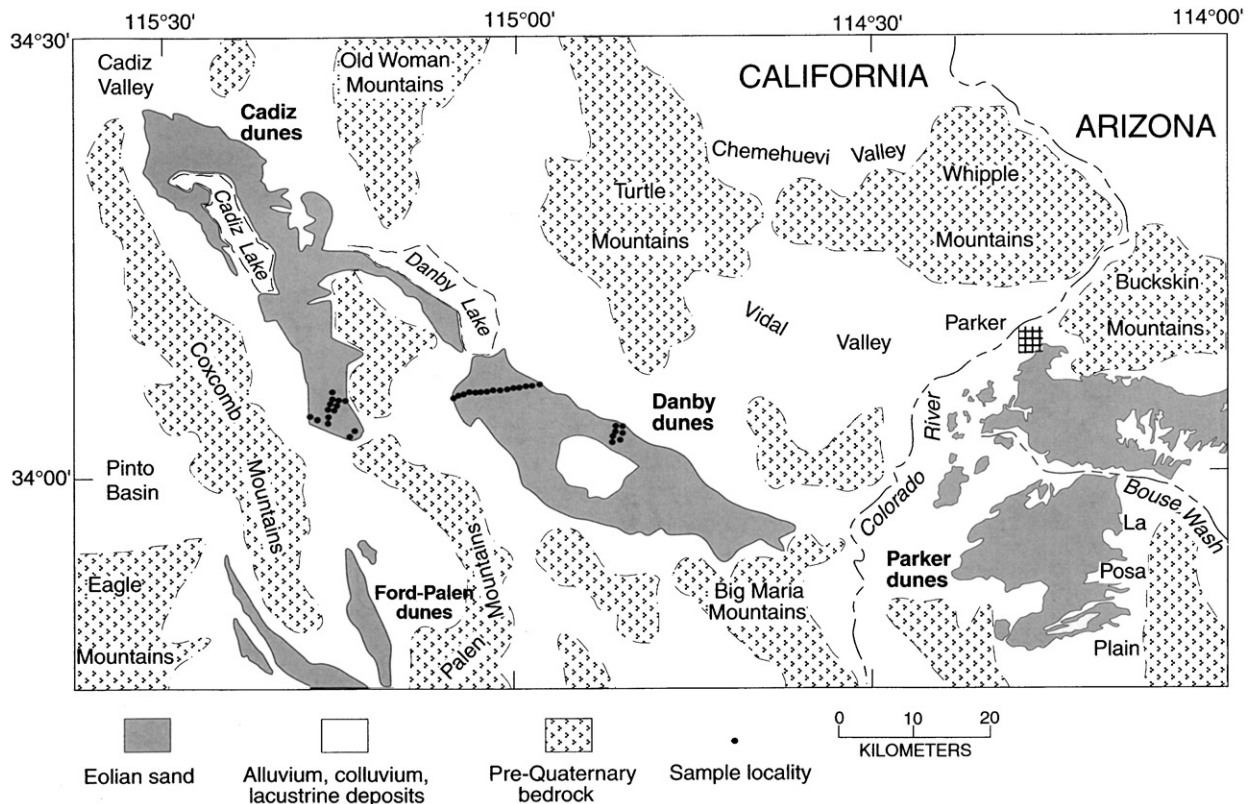 115°30'
115°00'
114°30'
114°00'
34°30'
Cadiz
Valley
Old Woman
Mountains
CALIFORNIA
ARIZONA
Cadiz
dunes
Chemehuevi Valley
Turtle
Mountains
Whipple
Mountains
Cadiz Lake
Danby Lake
Buckskin
Mountains
Vidal
Valley
Parker
Coxcomb
Mountains
Danby
dunes
Colorado River
34°00'
Pinto
Basin
Bouse Wash
La
Posa
Plain
Parker
dunes
Eagle
Mountains
Ford-Palen
dunes
Palen Mountains
Big Maria
Mountains
0 10 20
KILOMETERS
Eolian sand
Alluvium, colluvium,
lacustrine deposits
Pre-Quaternary
bedrock
Sample locality